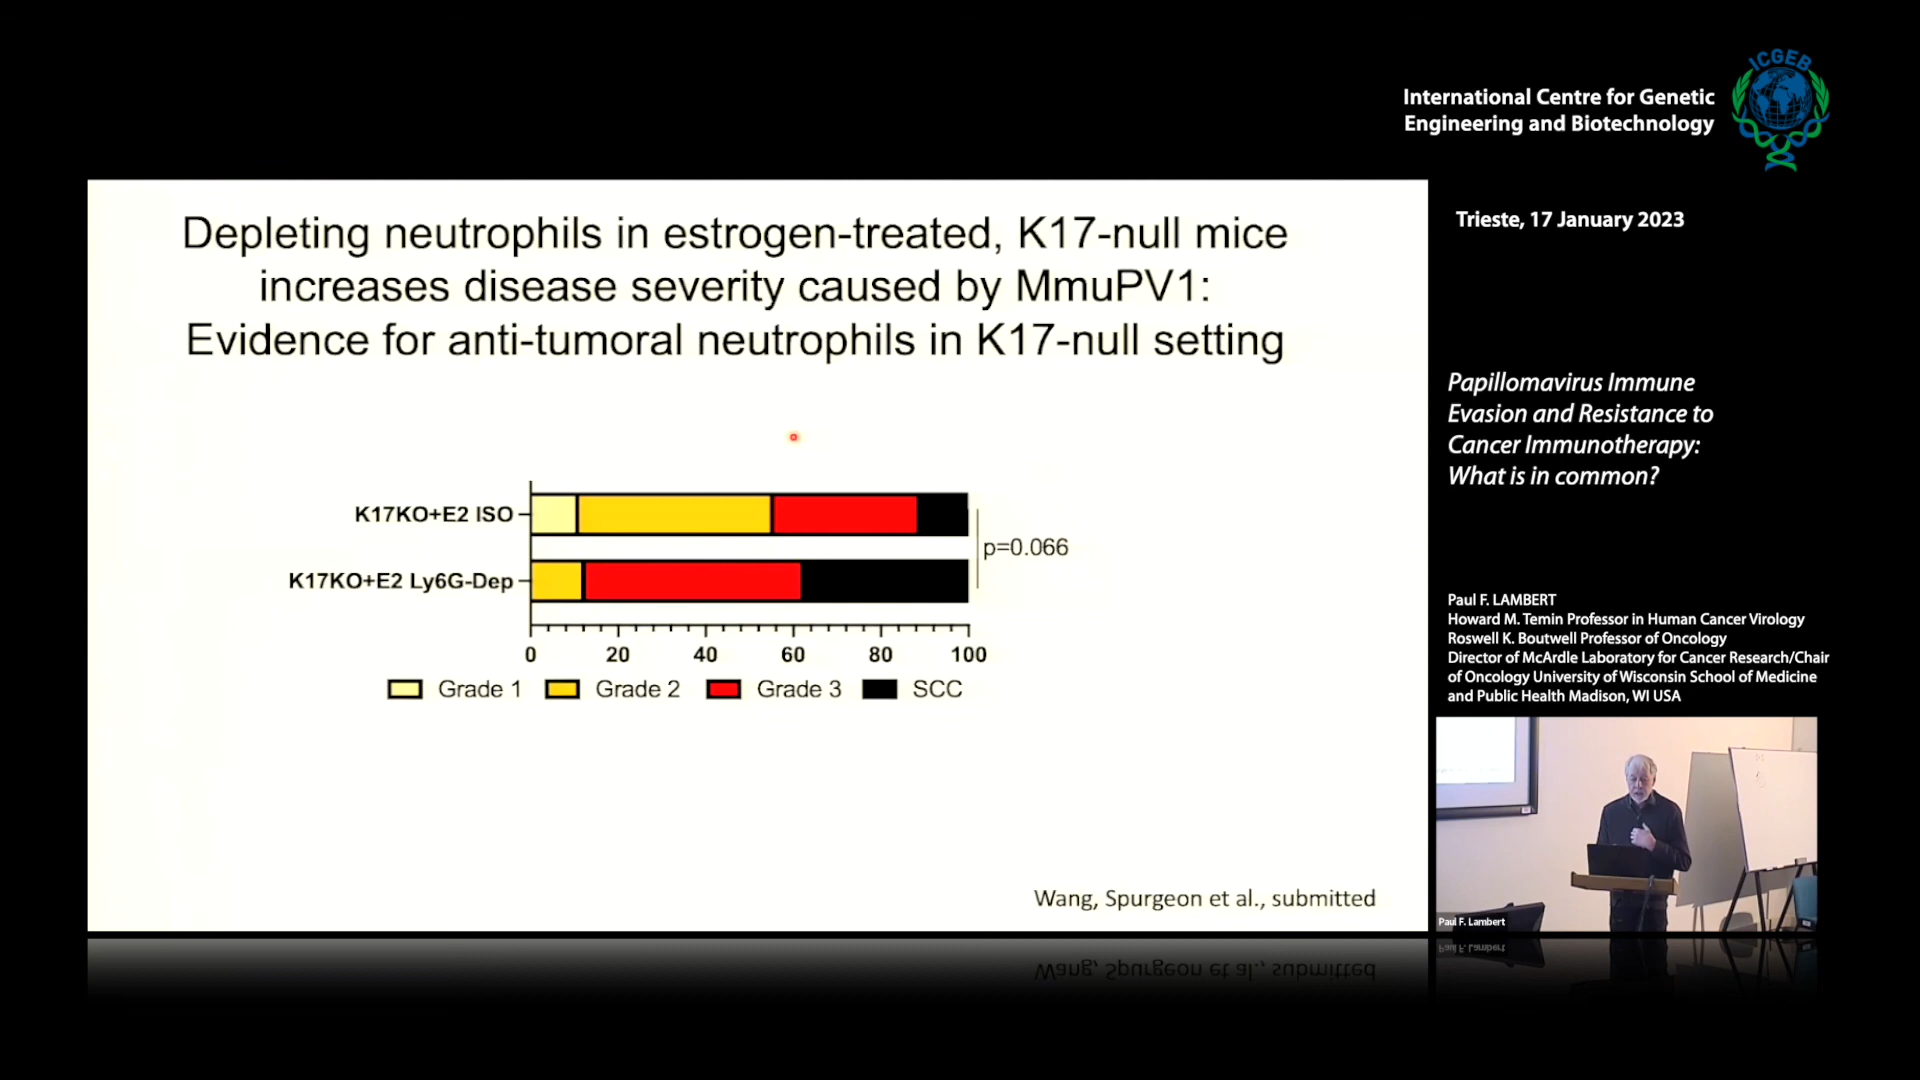 ICGEB
International Centre for Genetic
Engineering and Biotechnology
Trieste, 17 January 2023
Depleting neutrophils in estrogen-treated, K17-null mice
increases disease severity caused by MmuPV1:
Evidence for anti-tumoral neutrophils in K17-null setting
K17KO+E2 ISO
K17KO+E2 Ly6G-Dep
p=0.066
0 20 40 60 80 100
Grade 1 Grade 2 Grade 3 SCC
Wang, Spurgeon et al., submitted
Papillomavirus Immune
Evasion and Resistance to
Cancer Immunotherapy:
What is in common?
Paul F. LAMBERT
Howard M. Temin Professor in Human Cancer Virology
Roswell K. Boutwell Professor of Oncology
Director of McArdle Laboratory for Cancer Research/Chair
of Oncology University of Wisconsin School of Medicine
and Public Health Madison, WI USA
Paul F. Lambert